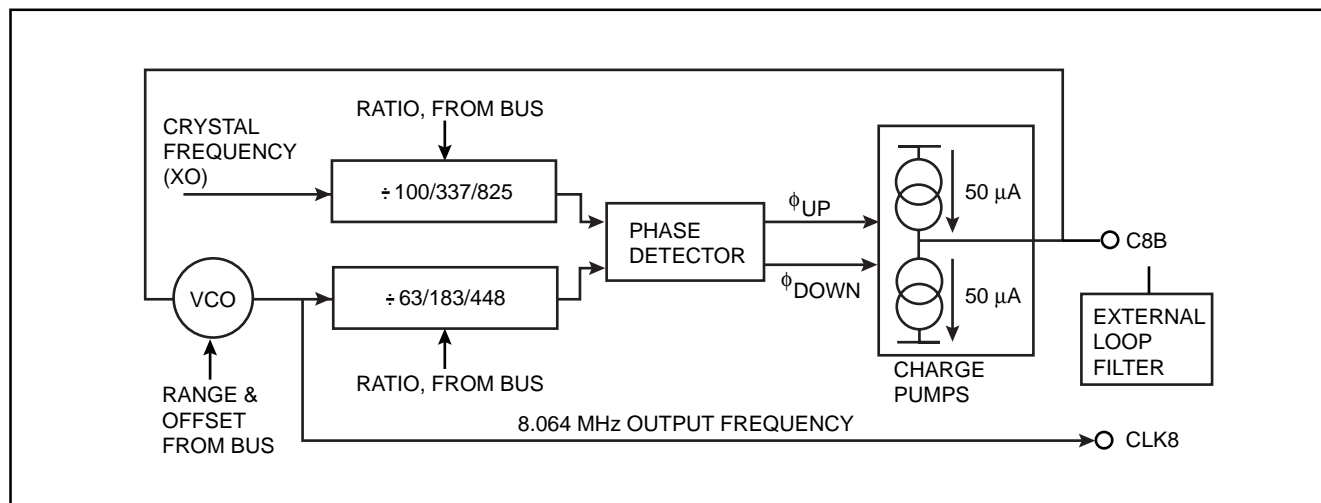 RATIO, FROM BUS
CRYSTAL
FREQUENCY
(XO)
÷ 100/337/825
50 µA
ϕUP
PHASE
DETECTOR
C8B
VCO
÷ 63/183/448
ϕDOWN
50 µA
EXTERNAL
LOOP
FILTER
RATIO, FROM BUS
CHARGE
PUMPS
RANGE &
OFFSET
FROM BUS
8.064 MHz OUTPUT FREQUENCY
CLK8